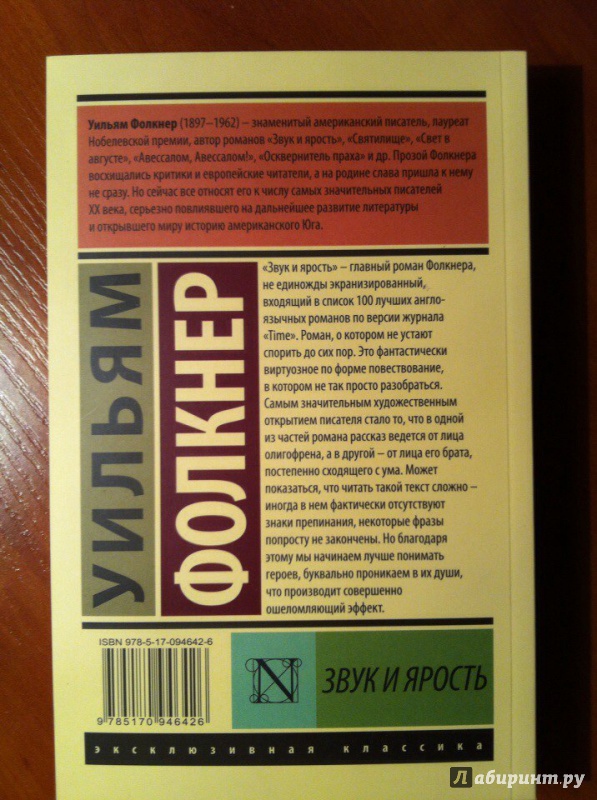 Уильям Фолкнер (1897–1962) – знаменитый американский писатель, лауреат
Нобелевской премии, автор романов «Звук и ярость», «Святилище», «Свет в
августе», «Авессалом, Авессалом!», «Осквернитель праха» и др. Прозой Фолкнера
восхищались критики и европейские читатели, а на родине слава пришла к нему
не сразу. Но сейчас все относят его к числу самых значительных писателей
XX века, серьезно повлиявшего на дальнейшее развитие литературы
и открывшего миру историю американского Юга.
УИЛЬЯМ
ФОЛКНЕР
«Звук и ярость» – главный роман Фолкнера,
не единожды экранизированный,
входящий в список 100 лучших англо-
язычных романов по версии журнала
«Time». Роман, о котором не устают
спорить до сих пор. Это фантастически
виртуозное по форме повествование,
в котором не так просто разобраться.
Самым значительным художественным
открытием писателя стало то, что в одной
из частей романа рассказ ведется от лица
олигофрена, а в другой – от лица его брата,
постепенно сходящего с ума. Может
показаться, что читать такой текст сложно –
иногда в нем фактически отсутствуют
знаки препинания, некоторые фразы
попросту не закончены. Но благодаря
этому мы начинаем лучше понимать
героев, буквально проникаем в их души,
что производит совершенно
ошеломляющий эффект.
ISBN 978-5-17-094642-6
9 785170 946426
N
ЗВУК И ЯРОСТЬ
эксклюзивная классика
Лабиринт.ру